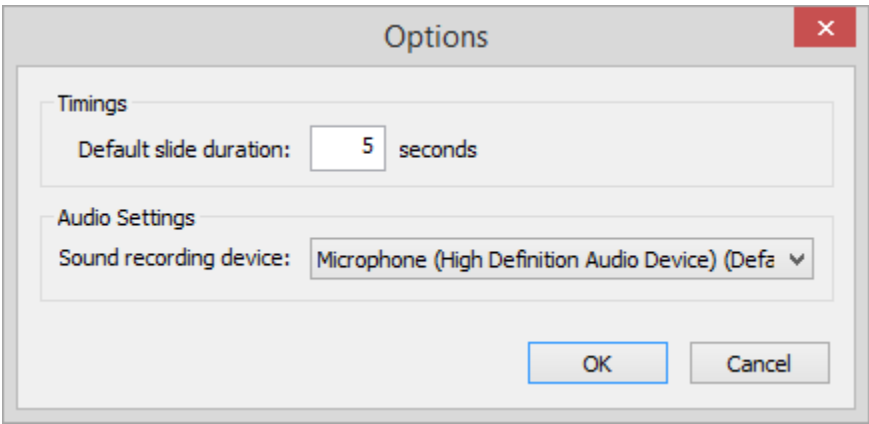 Options
Timings
Default slide duration: 5 seconds
Audio Settings
Sound recording device: Microphone (High Definition Audio Device) (Defa
OK Cancel